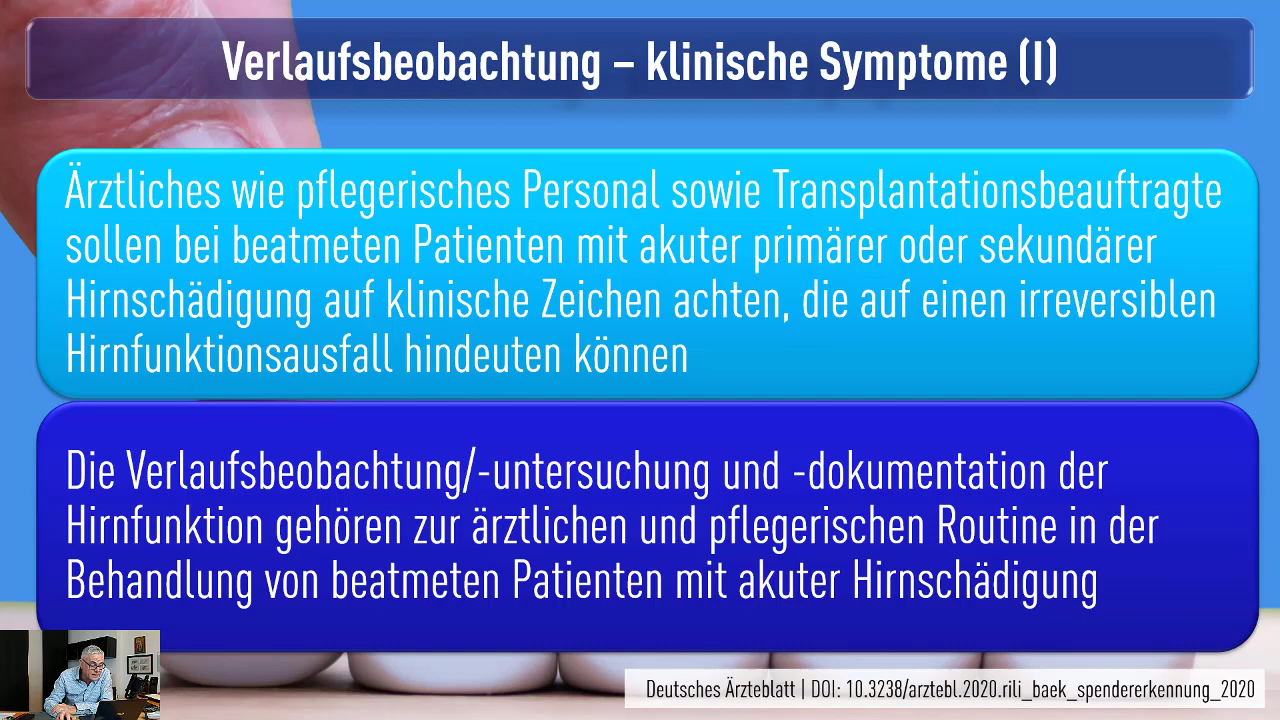 Verlaufsbeobachtung – klinische Symptome (I)
Ärztliches wie pflegerisches Personal sowie Transplantationsbeauftragte
sollen bei beatmeten Patienten mit akuter primärer oder sekundärer
Hirnschädigung auf klinische Zeichen achten, die auf einen irreversiblen
Hirnfunktionsausfall hindeuten können
Die Verlaufsbeobachtung/-untersuchung und -dokumentation der
Hirnfunktion gehören zur ärztlichen und pflegerischen Routine in der
Behandlung von beatmeten Patienten mit akuter Hirnschädigung
Deutsches Ärzteblatt | DOI: 10.3238/arztebl.2020.rili_baek_spendererkennung_2020